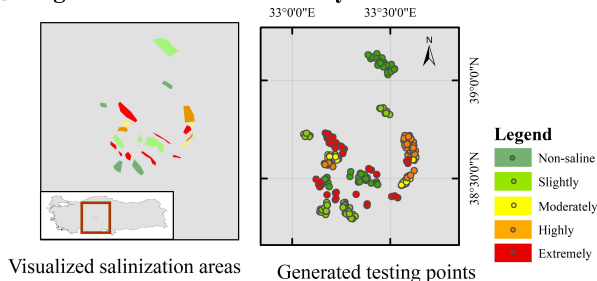 33°0'0"E 33°30'0"E
N
39°0'0"N
38°30'0"N
Legend
Non-saline
Slightly
Moderately
Highly
Extremely
Visualized salinization areas
Generated testing points